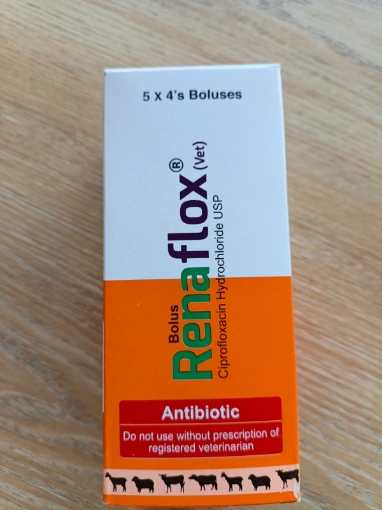 5 X 4's Boluses
Bolus
Renaflox® (Vet)
Ciprofloxacin Hydrochloride USP
Antibiotic
Do not use without prescription of
registered veterinarian